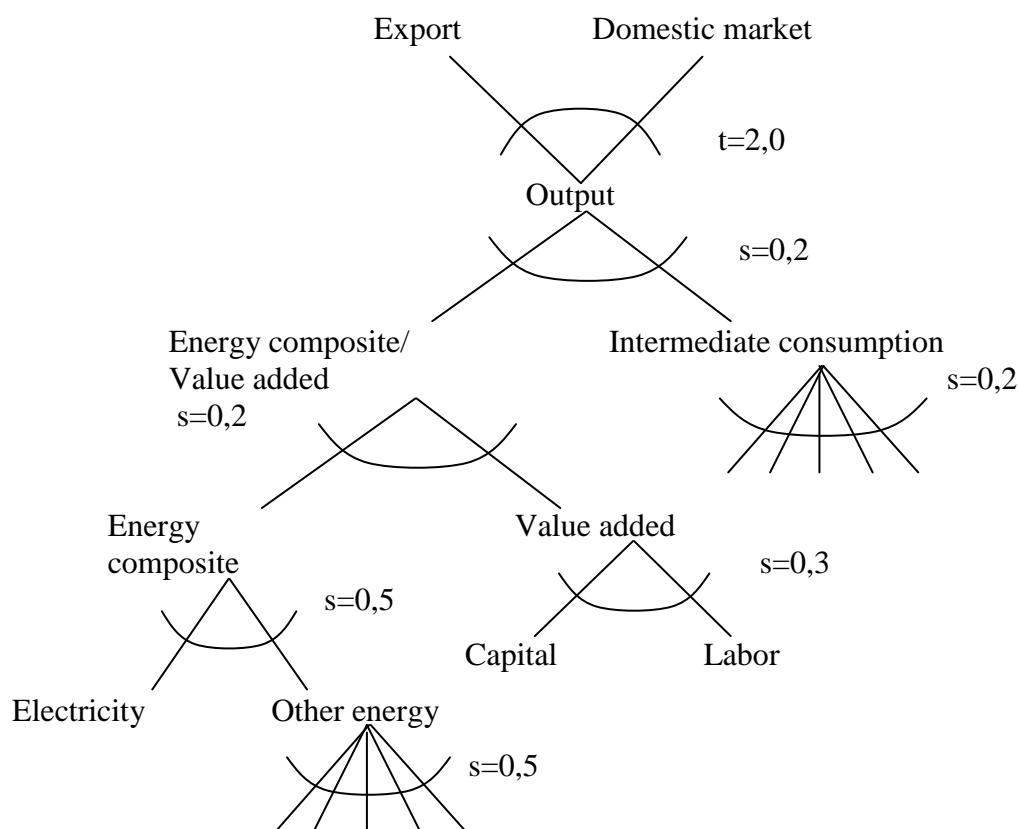 Export
Domestic market
t=2,0
Output
s=0,2
Energy composite/
Value added
s=0,2
Intermediate consumption
s=0,2
Energy
composite
Value added
s=0,5
s=0,3
Capital
Labor
Electricity
Other energy
s=0,5